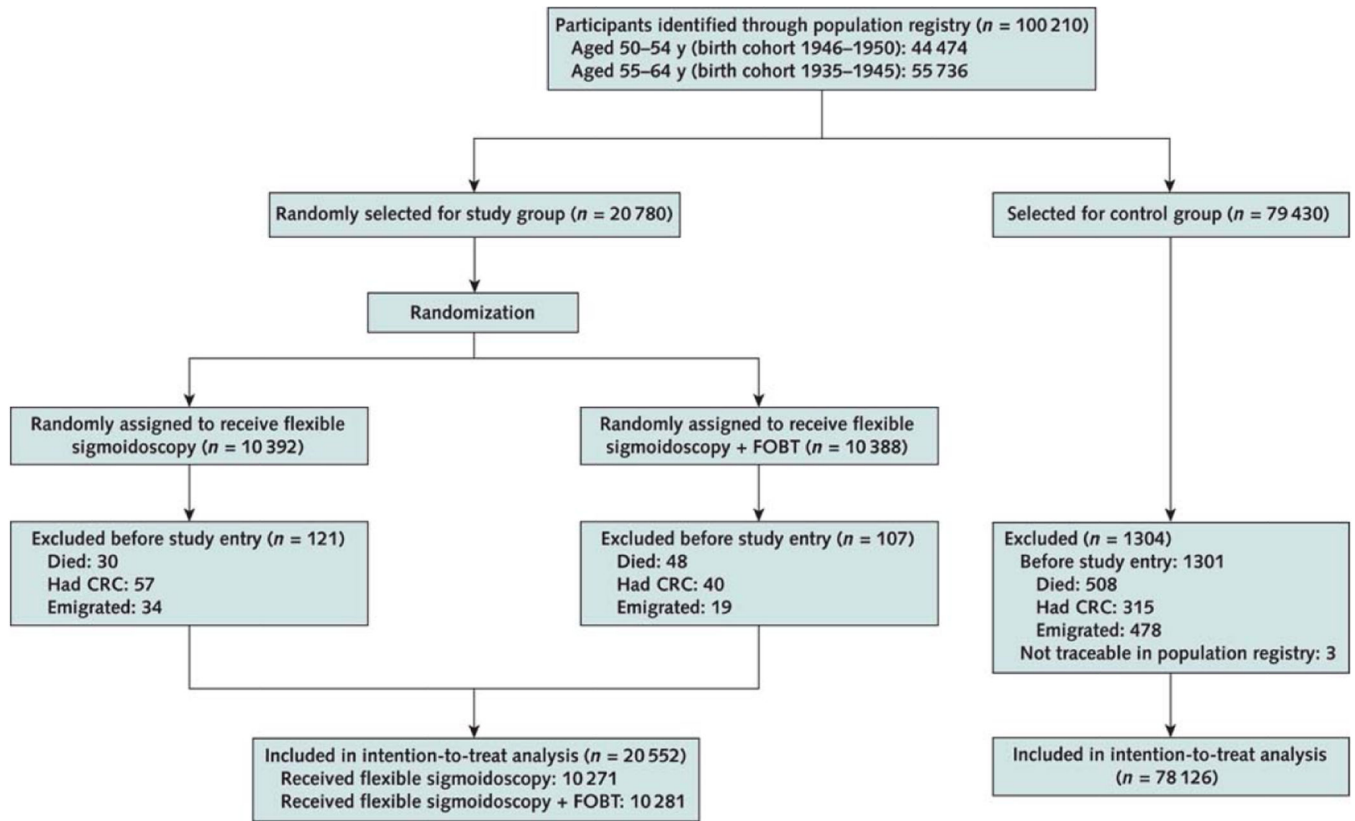 Participants identified through population registry (n = 100 210)
Aged 50–54 y (birth cohort 1946–1950): 44 474
Aged 55–64 y (birth cohort 1935–1945): 55 736
Randomly selected for study group (n = 20 780)
Selected for control group (n = 79 430)
Randomization
Randomly assigned to receive flexible
sigmoidoscopy (n = 10 392)
Randomly assigned to receive flexible
sigmoidoscopy + FOBT (n = 10 388)
Excluded before study entry (n = 121)
Died: 30
Had CRC: 57
Emigrated: 34
Excluded before study entry (n = 107)
Died: 48
Had CRC: 40
Emigrated: 19
Excluded (n = 1304)
Before study entry: 1301
Died: 508
Had CRC: 315
Emigrated: 478
Not traceable in population registry: 3
Included in intention-to-treat analysis (n = 20 552)
Received flexible sigmoidoscopy: 10 271
Received flexible sigmoidoscopy + FOBT: 10 281
Included in intention-to-treat analysis
(n = 78 126)